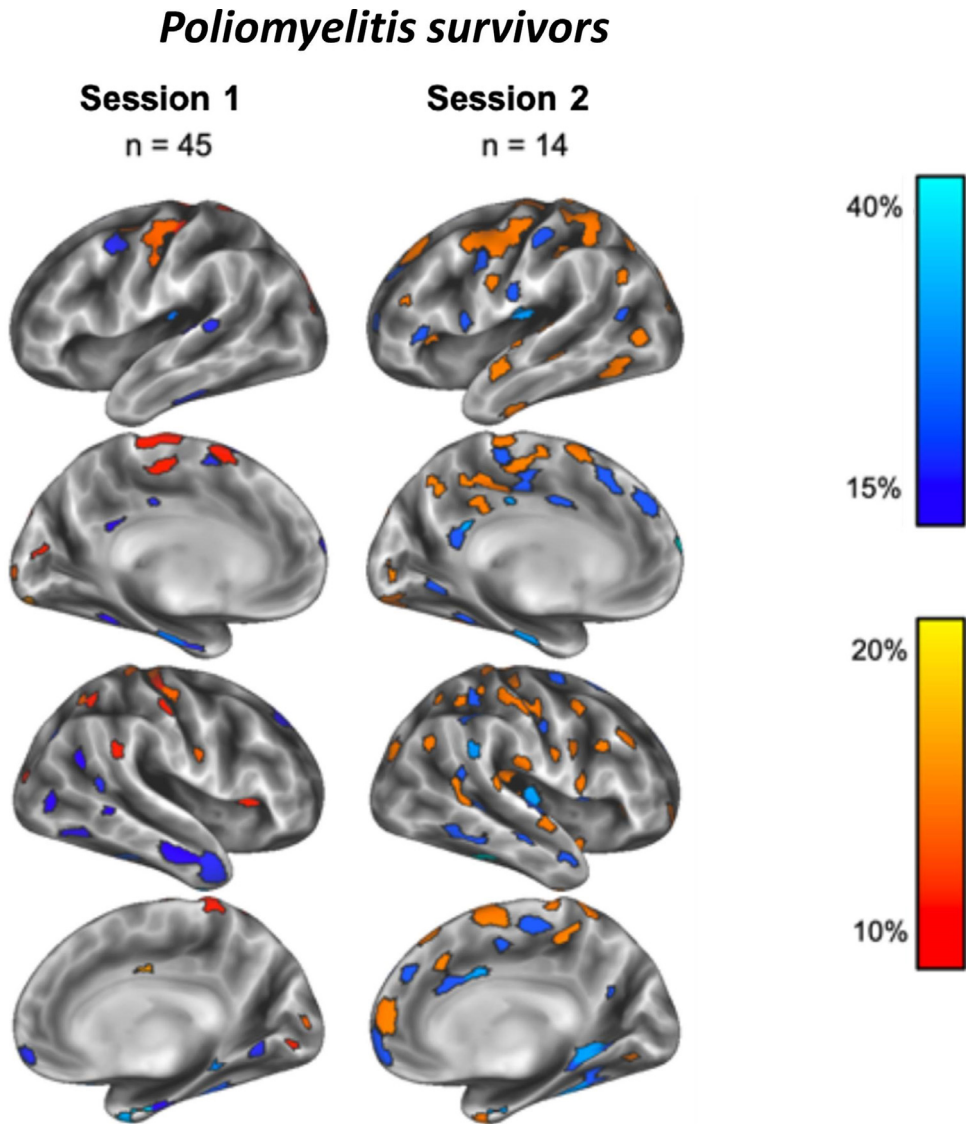 Poliomyelitis survivors
Session 1
Session 2
n = 45
n = 14
40%
15%
20%
10%